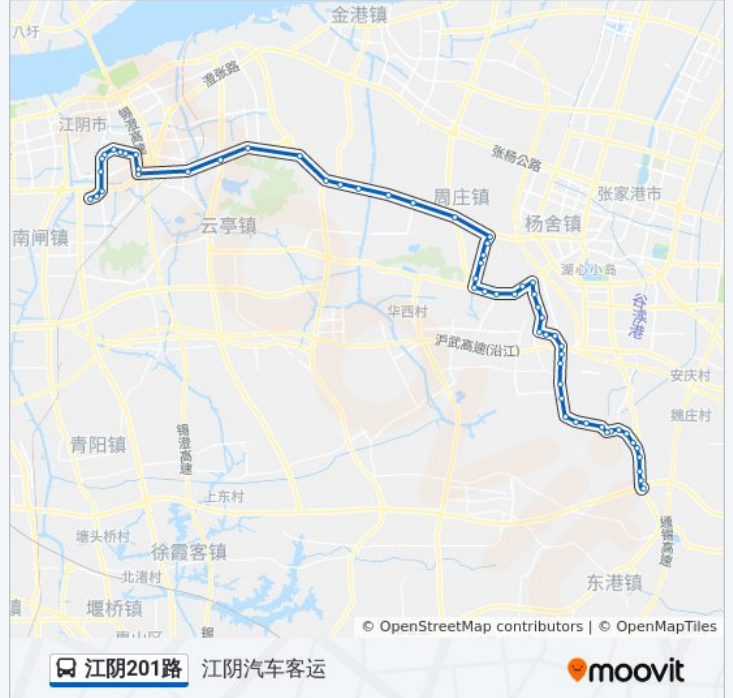 金港镇
八圩
澄张路
锡澄高速
江阴市
张杨公路
周庄镇
张家港市
杨舍镇
云亭镇
南闸镇
湖心小岛
谷渎港
华西村
沪武高速(沿江)
安庆村
魏庄村
锡澄高速
青阳镇
上东村
通锡高速
塘头桥村
徐霞客镇
北渚村
东港镇
镇
堰桥镇
© OpenStreetMap contributors | © OpenMapTiles
江阴201路
江阴汽车客运
moovit